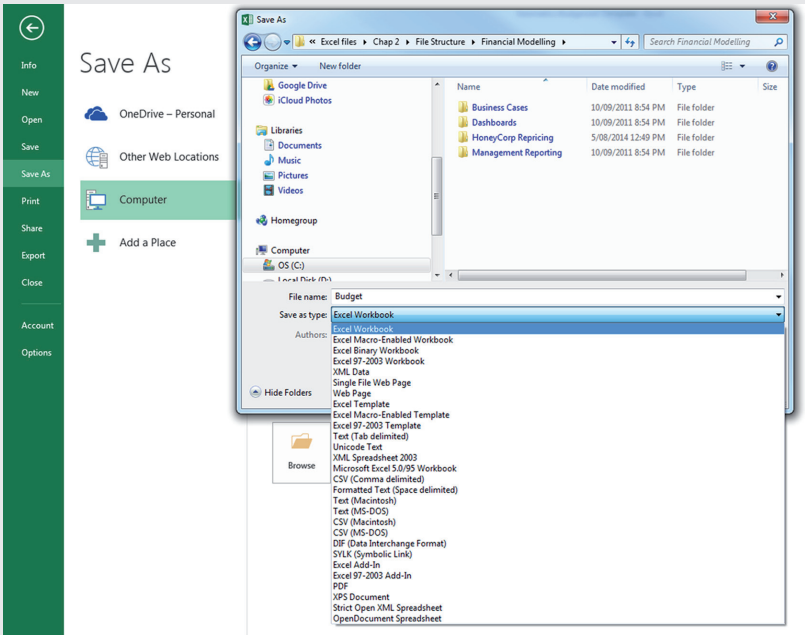 Save As
« Excel files ▸ Chap 2 ▸ File Structure ▸ Financial Modelling ▸
Search Financial Modelling
Organize
New folder
Info
New
Open
Save
Save As
Print
Share
Export
Close
Account
Options
Save As
OneDrive – Personal
Other Web Locations
Computer
Add a Place
Google Drive
iCloud Photos
Libraries
Documents
Music
Pictures
Videos
Homegroup
Computer
OS (C:)
Local Disk (D:)
Name Date modified Type Size
Business Cases 10/09/2011 8:54 PM File folder
Dashboards 10/09/2011 8:54 PM File folder
HoneyCorp Repricing 5/08/2014 12:49 PM File folder
Management Reporting 10/09/2011 8:54 PM File folder
File name: Budget
Save as type: Excel Workbook
Authors:
Hide Folders
Browse
Excel Workbook
Excel Macro-Enabled Workbook
Excel Binary Workbook
Excel 97-2003 Workbook
XML Data
Single File Web Page
Web Page
Excel Template
Excel Macro-Enabled Template
Excel 97-2003 Template
Text (Tab delimited)
Unicode Text
XML Spreadsheet 2003
Microsoft Excel 5.0/95 Workbook
CSV (Comma delimited)
Formatted Text (Space delimited)
Text (Macintosh)
Text (MS-DOS)
CSV (Macintosh)
CSV (MS-DOS)
DIF (Data Interchange Format)
SYLK (Symbolic Link)
Excel Add-In
Excel 97-2003 Add-In
PDF
XPS Document
Strict Open XML Spreadsheet
OpenDocument Spreadsheet